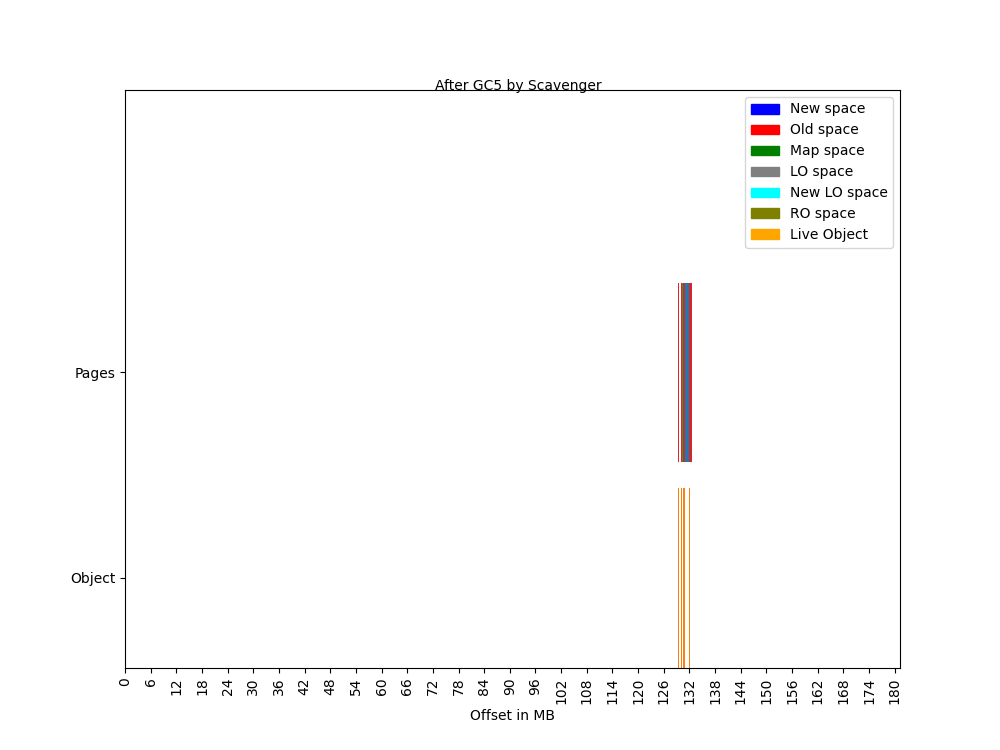 After GC5 by Scavenger
New space
Old space
Map space
LO space
New LO space
RO space
Live Object
Pages
Object
0 6 12 18 24 30 36 42 48 54 60 66 72 78 84 90 96 102 108 114 120 126 132 138 144 150 156 162 168 174 180
Offset in MB